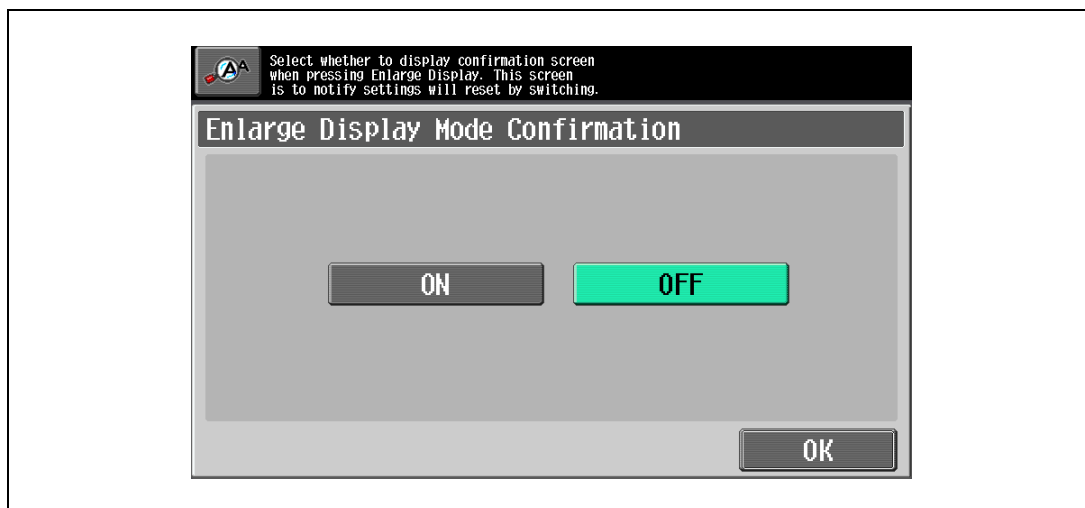 Select whether to display confirmation screen
when pressing Enlarge Display. This screen
is to notify settings will reset by switching.
Enlarge Display Mode Confirmation
ON
OFF
OK